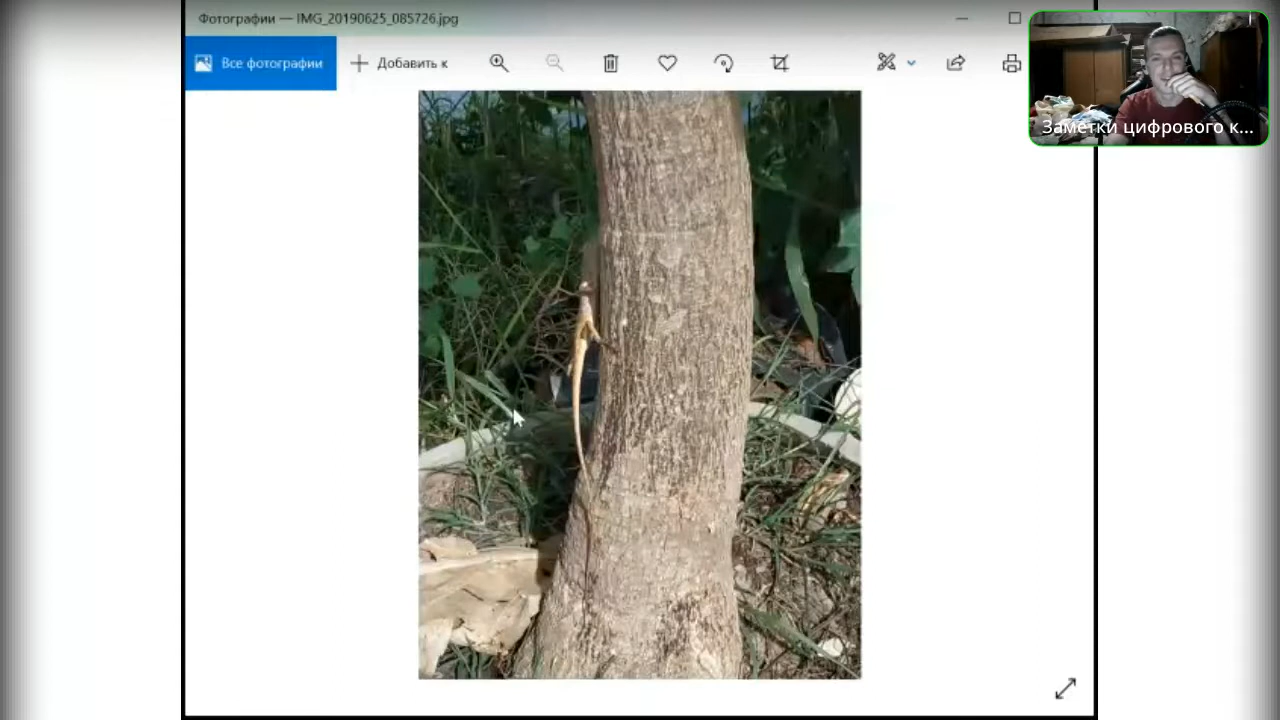 Фотографии — IMG_20190625_085726.jpg
Все фотографии
Добавить к
Заметки цифрового к...